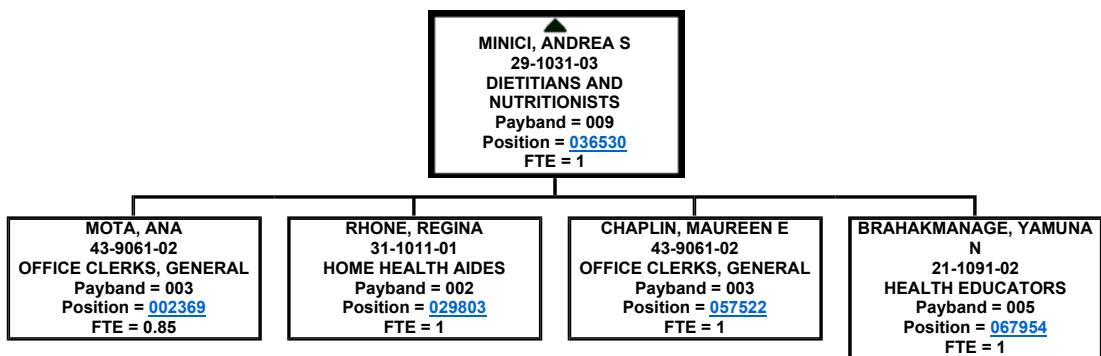 MINICI, ANDREA S
29-1031-03
DIETITIANS AND
NUTRITIONISTS
Payband = 009
Position = 036530
FTE = 1
MOTA, ANA
43-9061-02
OFFICE CLERKS, GENERAL
Payband = 003
Position = 002369
FTE = 0.85
RHONE, REGINA
31-1011-01
HOME HEALTH AIDES
Payband = 002
Position = 029803
FTE = 1
CHAPLIN, MAUREEN E
43-9061-02
OFFICE CLERKS, GENERAL
Payband = 003
Position = 057522
FTE = 1
BRAHAKMANAGE, YAMUNA
N
21-1091-02
HEALTH EDUCATORS
Payband = 005
Position = 067954
FTE = 1